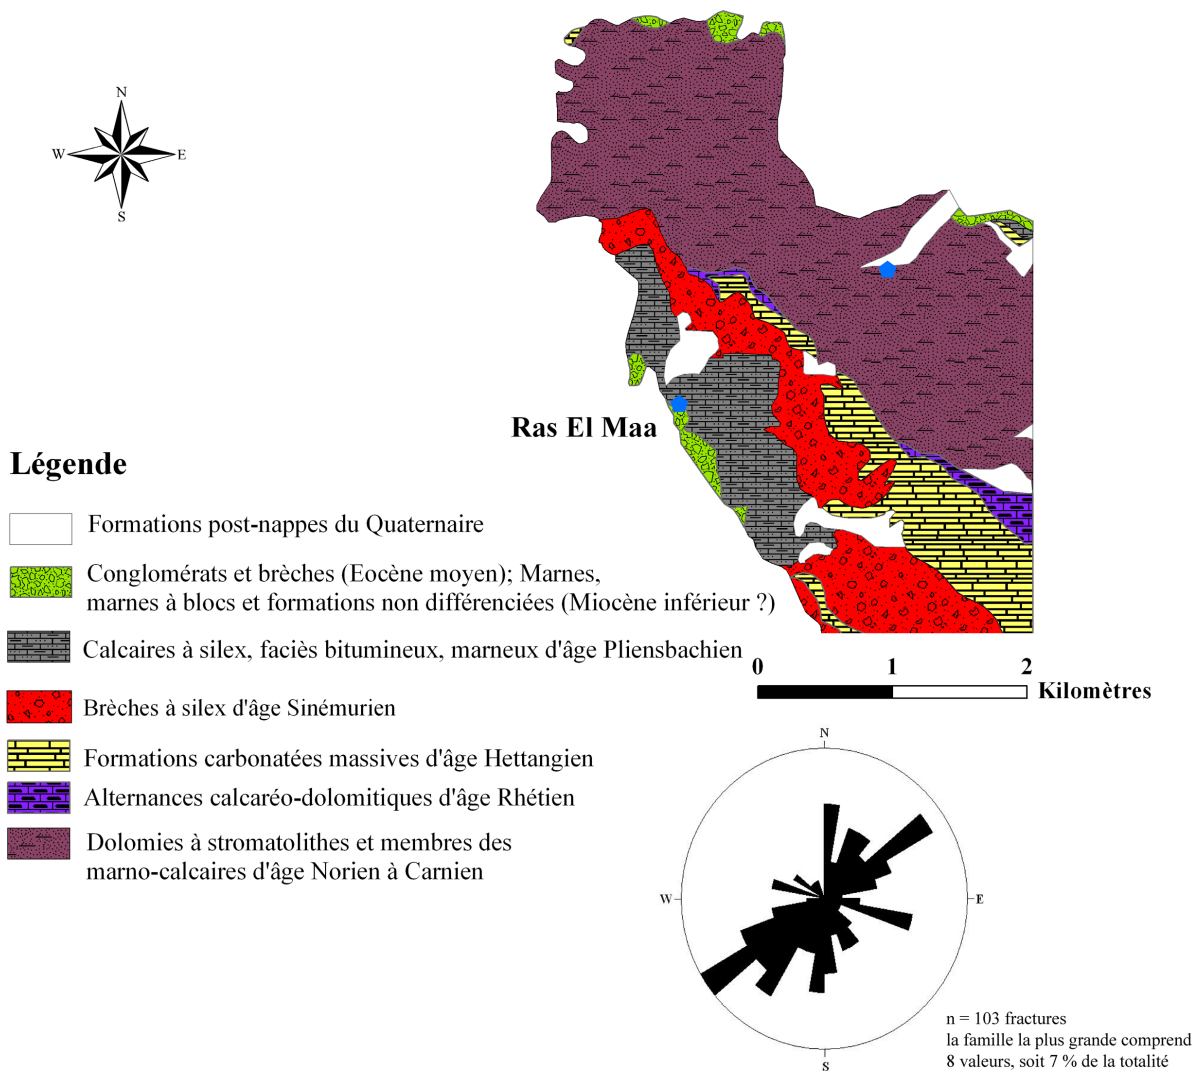 N
W
E
S
Ras El Maa
Légende
Formations post-nappes du Quaternaire
Conglomérats et brèches (Eocène moyen); Marnes,
marnes à blocs et formations non différenciées (Miocène inférieur ?)
Calcaires à silex, faciès bitumineux, marneux d'âge Pliensbachien
Brèches à silex d'âge Sinémurien
Formations carbonatées massives d'âge Hettangien
Alternances calcaréo-dolomitiques d'âge Rhétien
Dolomies à stromatolithes et membres des
marno-calcaires d'âge Norien à Carnien
0 1 2
Kilomètres
N
W
E
S
n = 103 fractures
la famille la plus grande comprend
8 valeurs, soit 7 % de la totalité